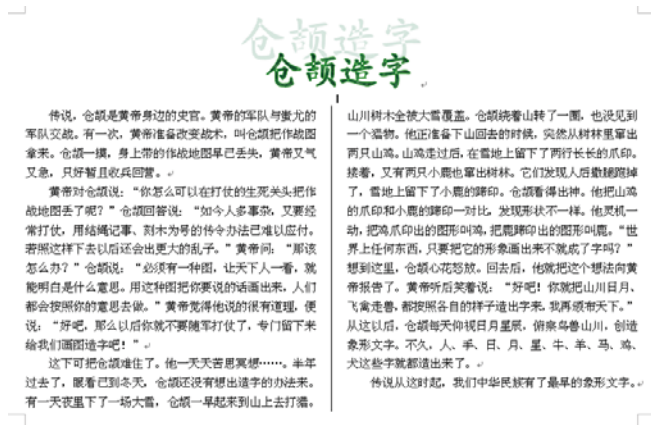 仓颉造字
传说，仓颉是黄帝身边的史官。黄帝的军队与蚩尤的
军队交战。有一次，黄帝准备改变战术，叫仓颉把作战图
拿来。仓颉一摸，身上带的作战地图早已丢失，黄帝又气
又急，只好暂且收兵回营。
黄帝对仓颉说：“你怎么可以在打仗的生死关头把作
战地图丢了呢？”仓颉回答说：“如今人多事杂，又要经
常打仗，用结绳记事、刻木为号的传令办法已难以应付。
若照这样下去以后还会出更大的乱子。”黄帝问：“那该
怎么办？”仓颉说：“必须有一种图，让天下人一看，就
能明白是什么意思。用这种图把你要说的话画出来，人们
都会按照你的意思去做。”黄帝觉得他说的很有道理，便
说：“好吧，那么以后你就不要随军打仗了，专门留下来
给我们画图造字吧！”
这下可把仓颉难住了。他一天天苦思冥想……。半年
过去了，眼看已到冬天，仓颉还没有想出造字的办法来。
有一天夜里下了一场大雪，仓颉一早起来到山上去打猎。
山川树木全被大雪覆盖。仓颉绕着山转了一圈，也没见到
一个猎物。他正准备下山回去的时候，突然从树林里窜出
两只山鸡。山鸡走过后，在雪地上留下了两行长长的爪印。
接着，又有两只小鹿也窜出树林。它们发现人后撒腿跑掉
了，雪地上留下了小鹿的蹄印。仓颉看得出神。他把山鸡
的爪印和小鹿的蹄印一对比，发现形状不一样。他灵机一
动，把鸡爪印出的图形叫鸡，把鹿蹄印出的图形叫鹿。“世
界上任何东西，只要把它的形象画出来不就成了字吗？”
想到这里，仓颉心花怒放。回去后，他就把这个想法向黄
帝报告了。黄帝听后笑着说：“好吧！你就把山川日月、
飞禽走兽，都按照各自的样子造出字来，我再颁布天下。”
从这以后，仓颉每天仰视日月星辰，俯察鸟兽山川，创造
象形文字。不久，人、手、日、月、星、牛、羊、马、鸡、
犬这些字就都造出来了。
传说从这时起，我们中华民族有了最早的象形文字。